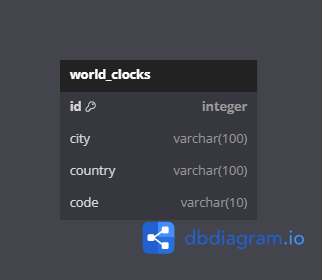 world_clocks
id integer
city varchar(100)
country varchar(100)
code varchar(10)
dbdiagram.io